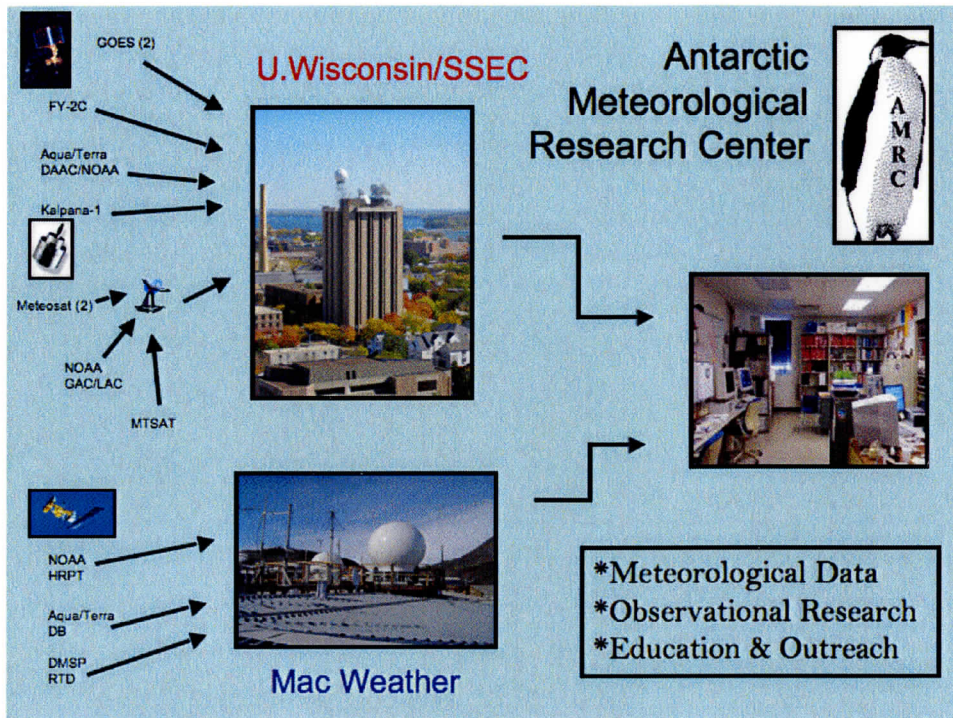 GOES (2)
FY-2C
Aqua/Terra
DAAC/NOAA
Kalpana-1
Meteosat (2)
NOAA
GAC/LAC
MTSAT
U.Wisconsin/SSEC
Antarctic
Meteorological
Research Center
AMRC
NOAA
HRPT
Aqua/Terra
DB
DMSP
RTD
Mac Weather
*Meteorological Data
*Observational Research
*Education & Outreach